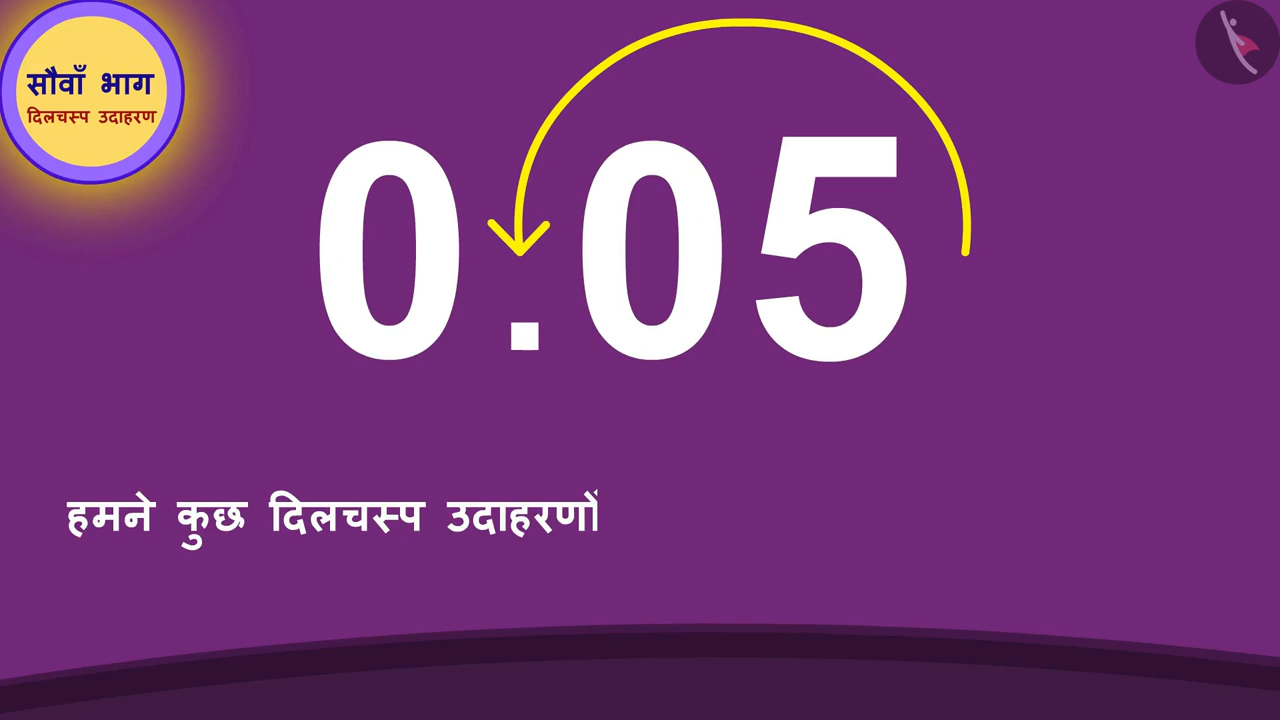 सौवाँ भाग
दिलचस्प उदाहरण
0.05
हमने कुछ दिलचस्प उदाहरणों